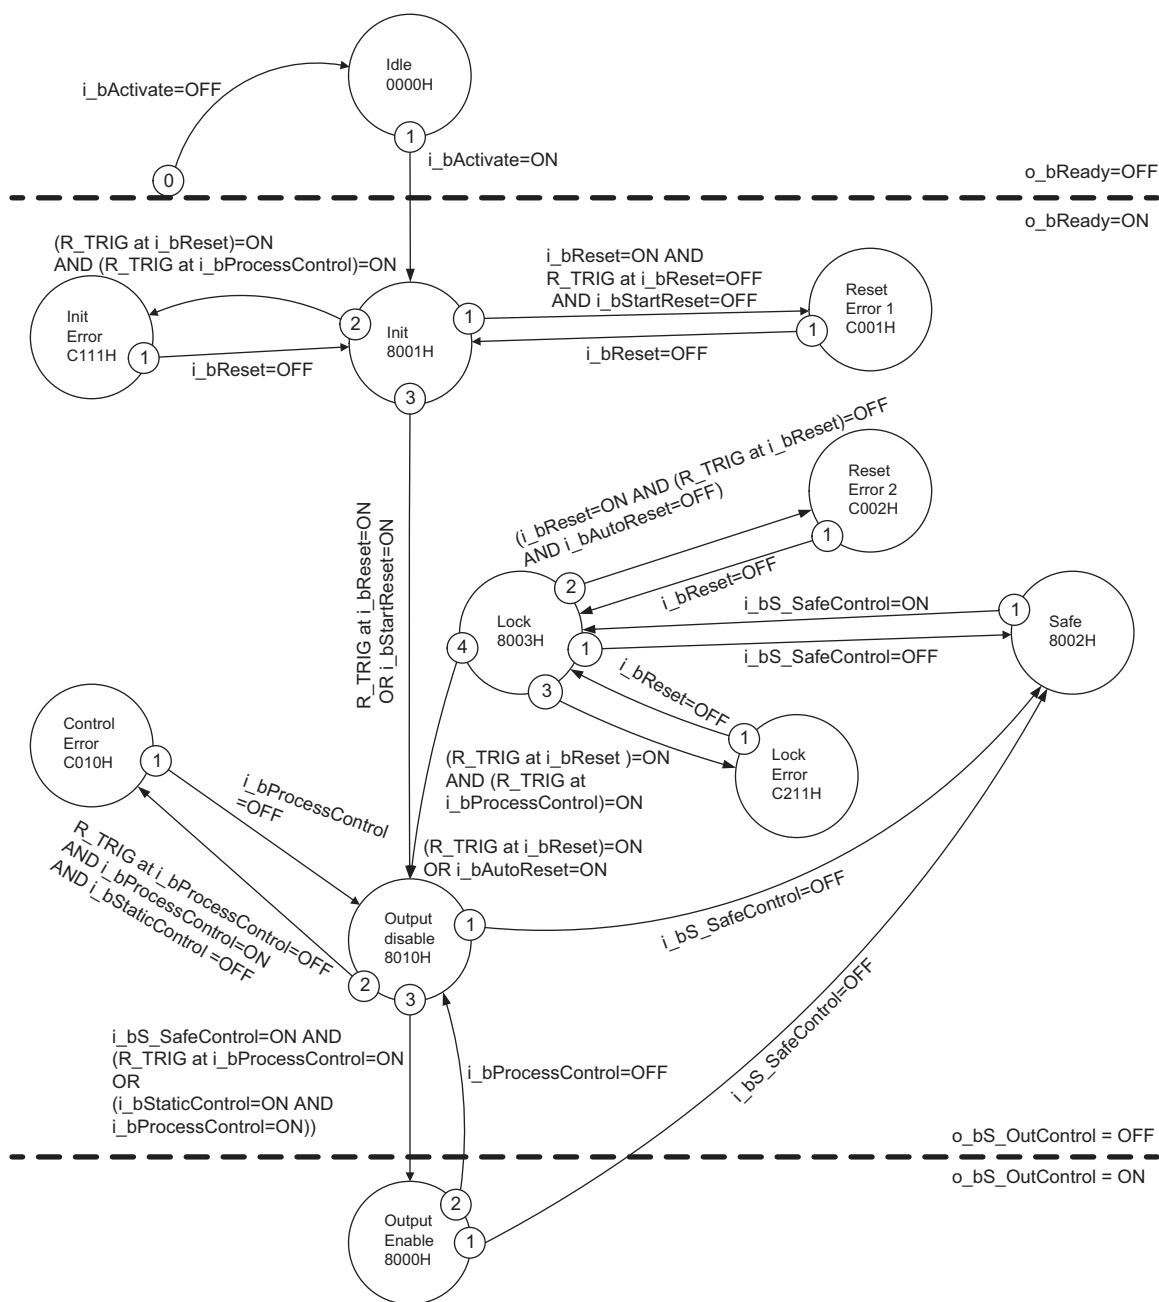 Idle
0000H
i_bActivate=OFF
1
i_bActivate=ON
0
o_bReady=OFF
o_bReady=ON
(R_TRIG at i_bReset)=ON
AND (R_TRIG at i_bProcessControl)=ON
i_bReset=ON AND
R_TRIG at i_bReset=OFF
AND i_bStartReset=OFF
Init
Error
C111H
1
i_bReset=OFF
2
Init
8001H
1
3
Reset
Error 1
C001H
1
i_bReset=OFF
R_TRIG at i_bReset=ON
OR i_bStartReset=ON
(i_bReset=ON AND (R_TRIG at i_bReset)=OFF
AND i_bAutoReset=OFF)
Reset
Error 2
C002H
1
i_bReset=OFF
2
Lock
8003H
4
1
3
i_bS_SafeControl=ON
i_bS_SafeControl=OFF
1
Safe
8002H
i_bReset=OFF
1
Lock
Error
C211H
(R_TRIG at i_bReset )=ON
AND (R_TRIG at
i_bProcessControl)=ON
Control
Error
C010H
1
i_bProcessControl
=OFF
R_TRIG at i_bProcessControl=OFF
AND i_bProcessControl=ON
AND i_bStaticControl =OFF
(R_TRIG at i_bReset)=ON
OR i_bAutoReset=ON
Output
disable
8010H
1
2
3
i_bS_SafeControl=OFF
i_bS_SafeControl=OFF
i_bS_SafeControl=ON AND
(R_TRIG at i_bProcessControl=ON
OR
(i_bStaticControl=ON AND
i_bProcessControl=ON))
i_bProcessControl=OFF
o_bS_OutControl = OFF
o_bS_OutControl = ON
Output
Enable
8000H
2
1